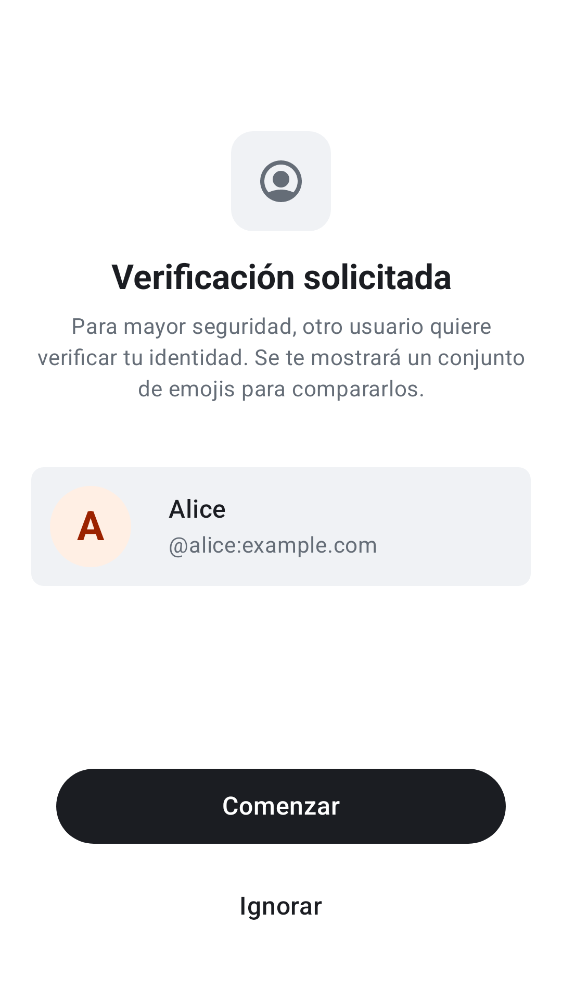 Verificación solicitada
Para mayor seguridad, otro usuario quiere
verificar tu identidad. Se te mostrará un conjunto
de emojis para compararlos.
A
Alice
@alice:example.com
Comenzar
Ignorar